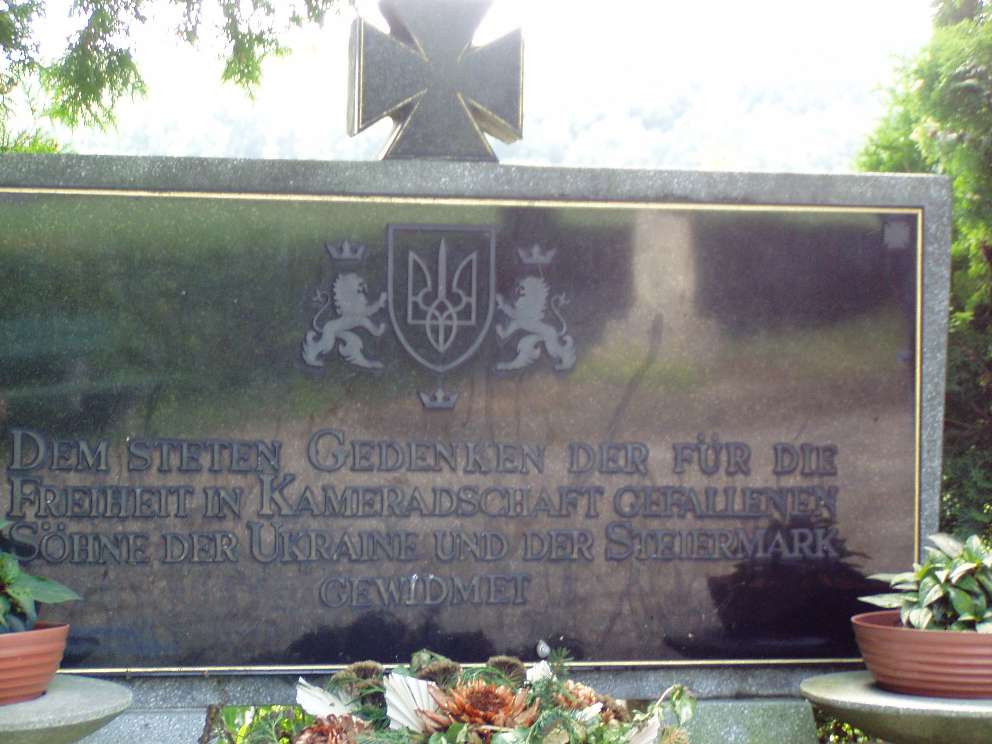 DEM STETEN GEDENKEN DER FÜR DIE
FREIHEIT IN KAMERADSCHAFT GEFALLENEN
SÖHNE DER UKRAINE UND DER STEIERMARK
GEWIDMET